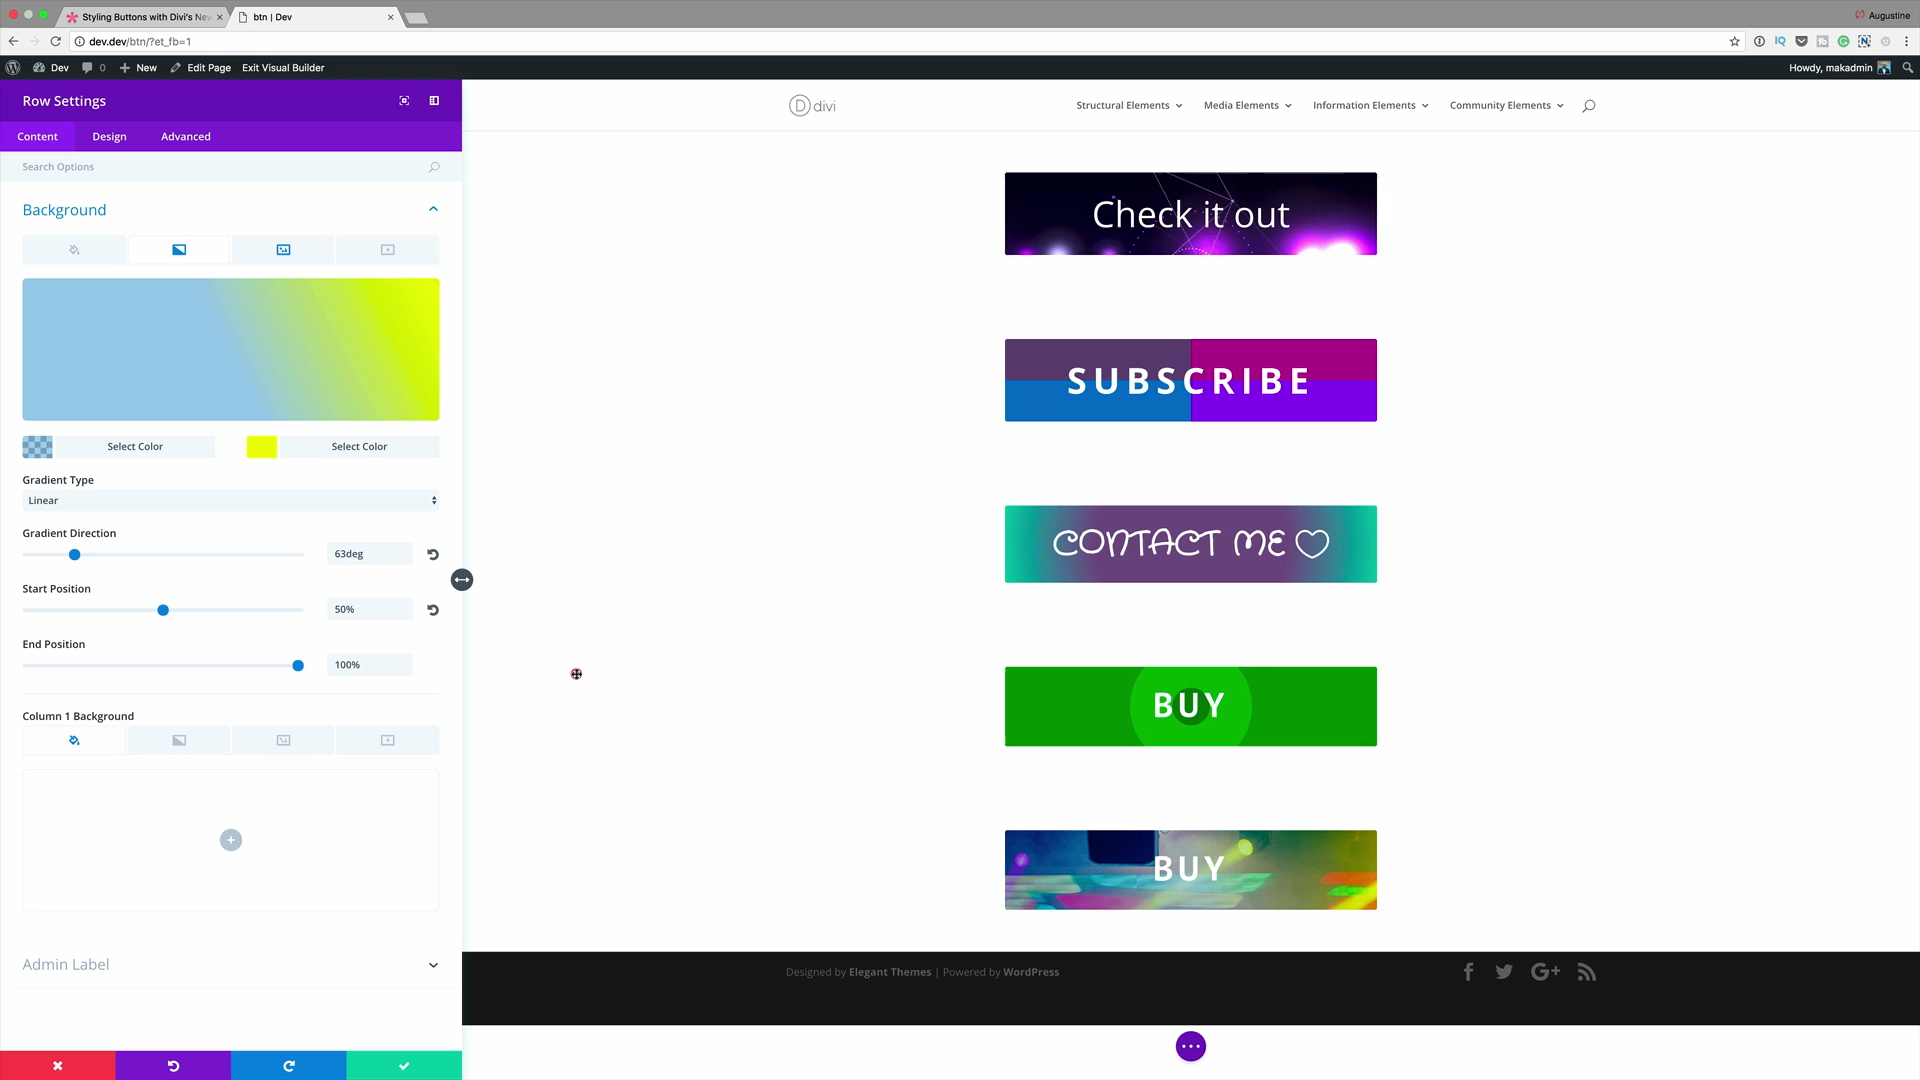 Styling Buttons with Divi's New
btn | Dev
Augustine
dev.dev/btn/?et_fb=1
Dev
0
New
Edit Page
Exit Visual Builder
Howdy, makadmin
Row Settings
Content
Design
Advanced
Search Options
Background
Select Color
Select Color
Gradient Type
Linear
Gradient Direction
63deg
Start Position
50%
End Position
100%
Column 1 Background
Admin Label
D divi
Structural Elements
Media Elements
Information Elements
Community Elements
Check it out
SUBSCRIBE
CONTACT ME
BUY
BUY
Designed by Elegant Themes | Powered by WordPress